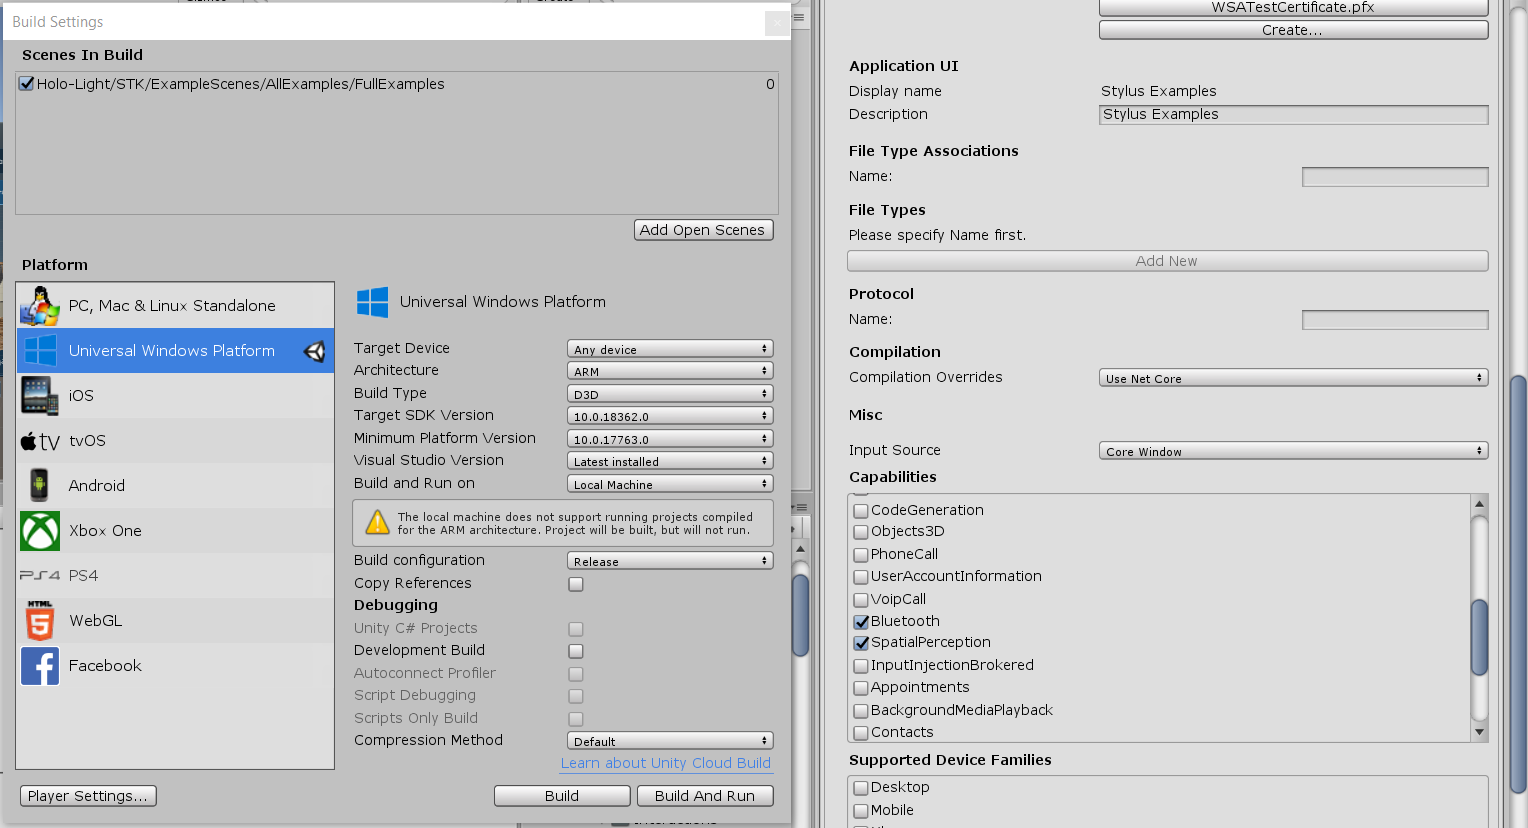 Build Settings
Scenes In Build
Holo-Light/STK/ExampleScenes/AllExamples/FullExamples 0
Add Open Scenes
Platform
PC, Mac & Linux Standalone
Universal Windows Platform
iOS
tvOS
Android
Xbox One
PS4
WebGL
Facebook
Player Settings...
Universal Windows Platform
Target Device Any device
Architecture ARM
Build Type D3D
Target SDK Version 10.0.18362.0
Minimum Platform Version 10.0.17763.0
Visual Studio Version Latest installed
Build and Run on Local Machine
The local machine does not support running projects compiled
for the ARM architecture. Project will be built, but will not run.
Build configuration Release
Copy References
Debugging
Unity C# Projects
Development Build
Autoconnect Profiler
Script Debugging
Scripts Only Build
Compression Method Default
Learn about Unity Cloud Build
Build
Build And Run
WSATestCertificate.pfx
Create...
Application UI
Display name Stylus Examples
Description Stylus Examples
File Type Associations
Name:
File Types
Please specify Name first.
Add New
Protocol
Name:
Compilation
Compilation Overrides Use Net Core
Misc
Input Source Core Window
Capabilities
CodeGeneration
Objects3D
PhoneCall
UserAccountInformation
VoipCall
Bluetooth
SpatialPerception
InputInjectionBrokered
Appointments
BackgroundMediaPlayback
Contacts
Supported Device Families
Desktop
Mobile